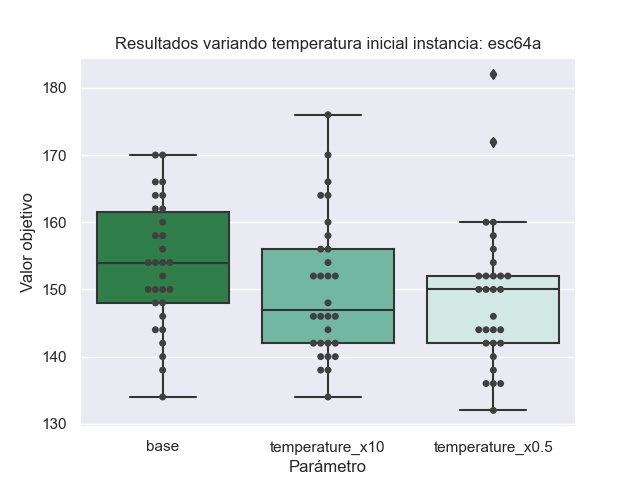 Resultados variando temperatura inicial instancia: esc64a
180
170
160
150
140
130
Valor objetivo
base
temperature_x10
temperature_x0.5
Parámetro